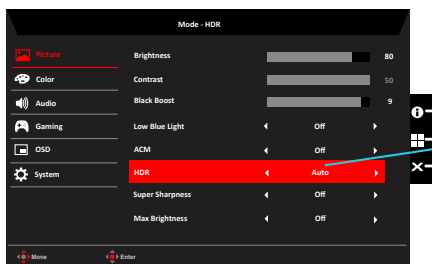 Mode - HDR
Picture
Brightness 80
Color
Contrast 50
Audio
Black Boost 9
Gaming
Low Blue Light Off
OSD
ACM Off
System
HDR Auto
Super Sharpness Off
Max Brightness Off
Move Enter